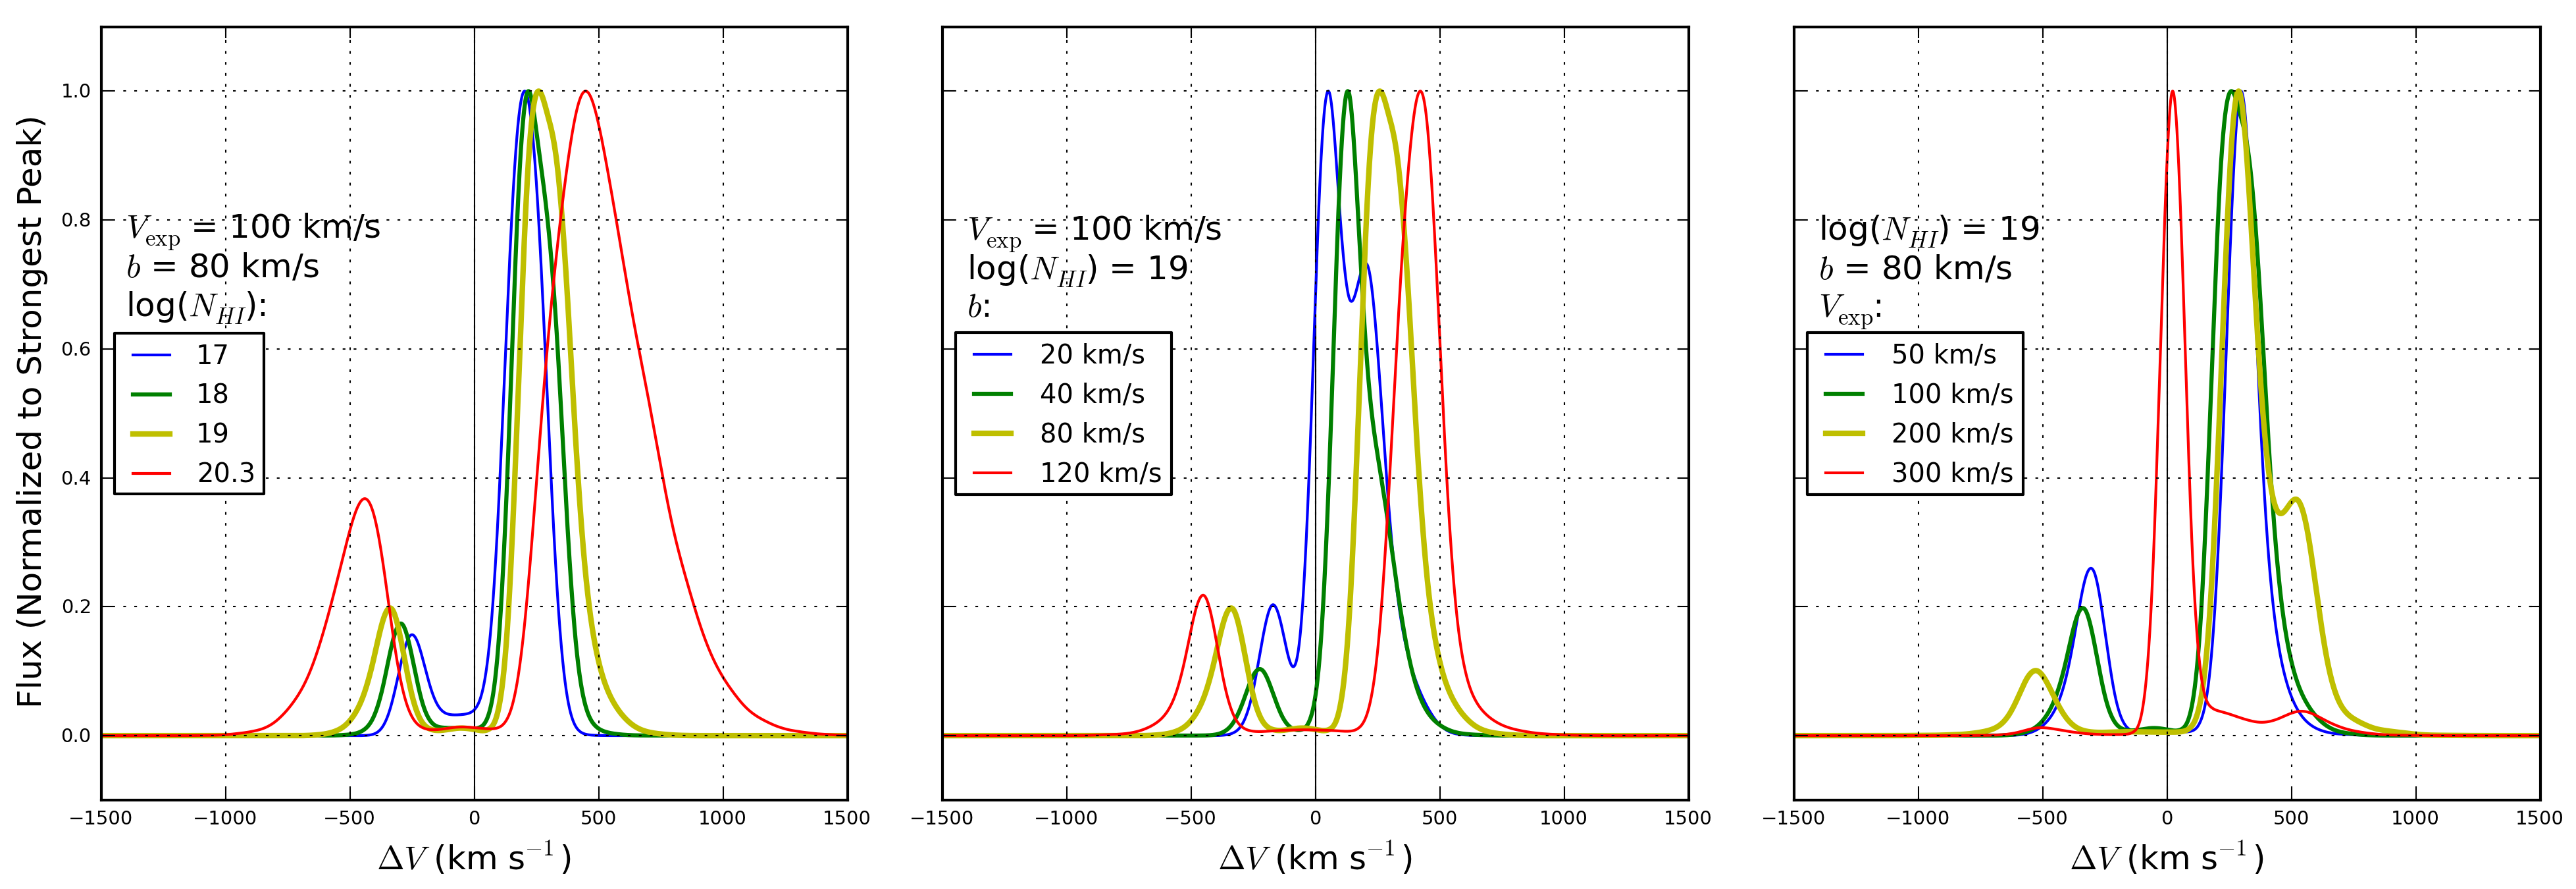 Flux (Normalized to Strongest Peak)
1.0
0.8
0.6
0.4
0.2
0.0
V_exp = 100 km/s
b = 80 km/s
log(N_HI):
17
18
19
20.3
−1500 −1000 −500 0 500 1000 1500
ΔV (km s⁻¹)
V_exp = 100 km/s
log(N_HI) = 19
b:
20 km/s
40 km/s
80 km/s
120 km/s
−1500 −1000 −500 0 500 1000 1500
ΔV (km s⁻¹)
log(N_HI) = 19
b = 80 km/s
V_exp:
50 km/s
100 km/s
200 km/s
300 km/s
−1500 −1000 −500 0 500 1000 1500
ΔV (km s⁻¹)